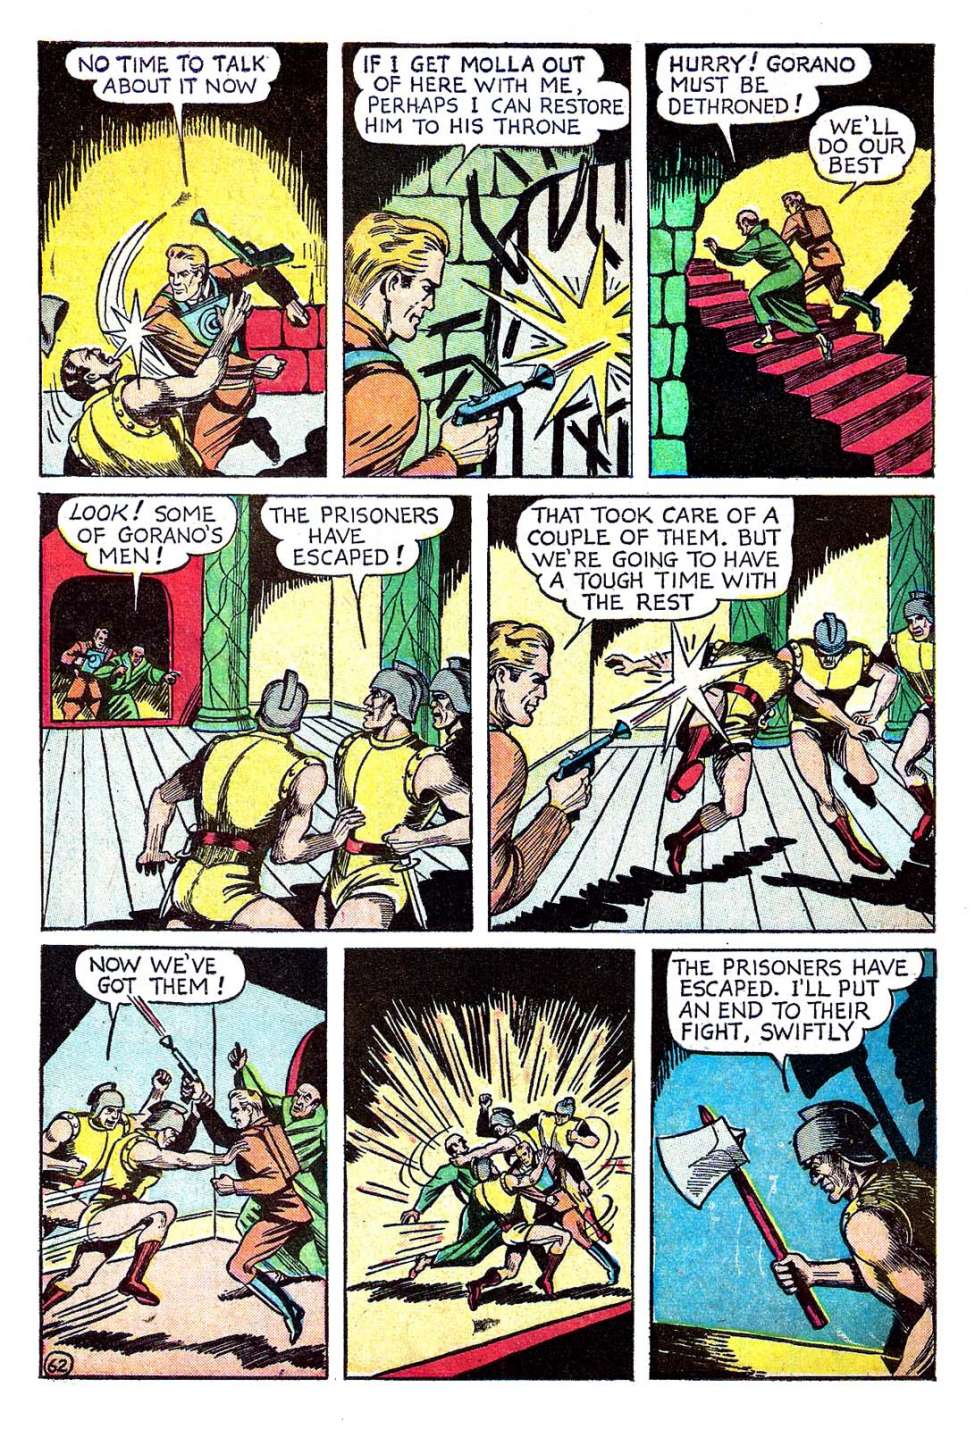 NO TIME TO TALK
ABOUT IT NOW
IF I GET MOLLA OUT
OF HERE WITH ME,
PERHAPS I CAN RESTORE
HIM TO HIS THRONE
HURRY! GORANO
MUST BE
DETHRONED!
WE'LL
DO OUR
BEST
LOOK! SOME
OF GORANO'S
MEN!
THE PRISONERS
HAVE
ESCAPED!
THAT TOOK CARE OF A
COUPLE OF THEM. BUT
WE'RE GOING TO HAVE
A TOUGH TIME WITH
THE REST
NOW WE'VE
GOT THEM!
THE PRISONERS HAVE
ESCAPED. I'LL PUT
AN END TO THEIR
FIGHT, SWIFTLY
62